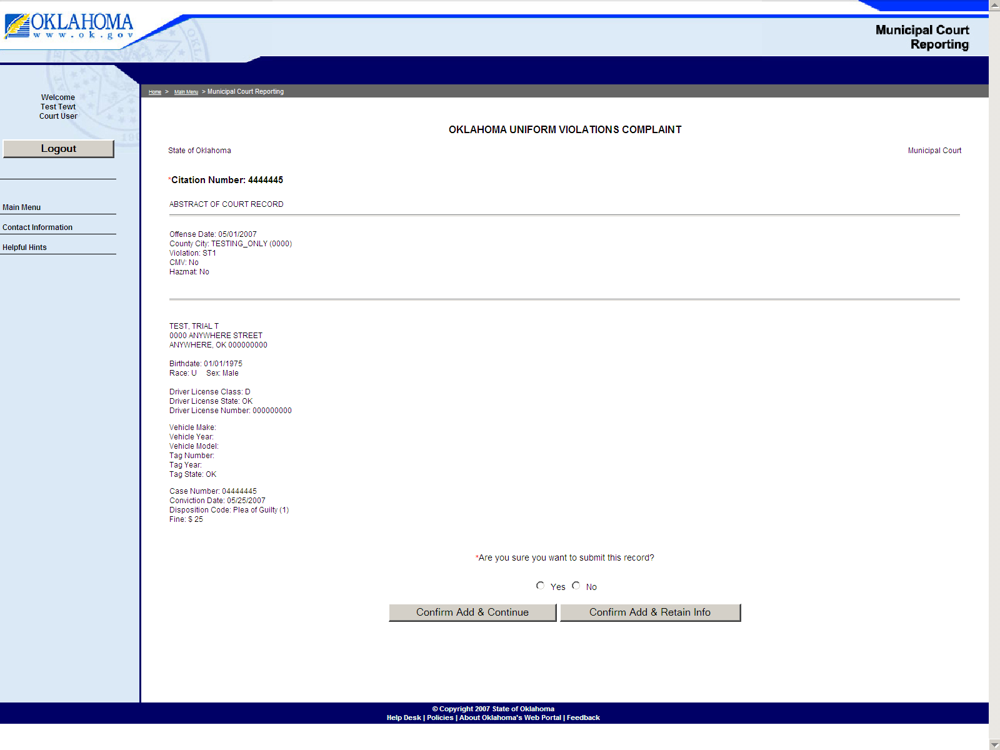 OKLAHOMA
www.ok.gov
Municipal Court
Reporting
Home > Main Menu > Municipal Court Reporting
Welcome
Test Tewt
Court User
Logout
Main Menu
Contact Information
Helpful Hints
OKLAHOMA UNIFORM VIOLATIONS COMPLAINT
State of Oklahoma
Municipal Court
*Citation Number: 4444445
ABSTRACT OF COURT RECORD
Offense Date: 05/01/2007
County City: TESTING_ONLY (0000)
Violation: ST1
CMV: No
Hazmat: No
TEST, TRIAL T
0000 ANYWHERE STREET
ANYWHERE, OK 000000000
Birthdate: 01/01/1975
Race: U Sex: Male
Driver License Class: D
Driver License State: OK
Driver License Number: 000000000
Vehicle Make:
Vehicle Year:
Vehicle Model:
Tag Number:
Tag Year:
Tag State: OK
Case Number: 04444445
Conviction Date: 05/25/2007
Disposition Code: Plea of Guilty (1)
Fine: $ 25
*Are you sure you want to submit this record?
Yes No
Confirm Add & Continue Confirm Add & Retain Info
© Copyright 2007 State of Oklahoma
Help Desk | Policies | About Oklahoma's Web Portal | Feedback